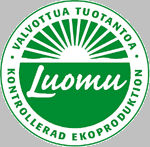 · VALVOTTUA TUOTANTOA ·
Luomu
KONTROLLERAD EKOPRODUKTION